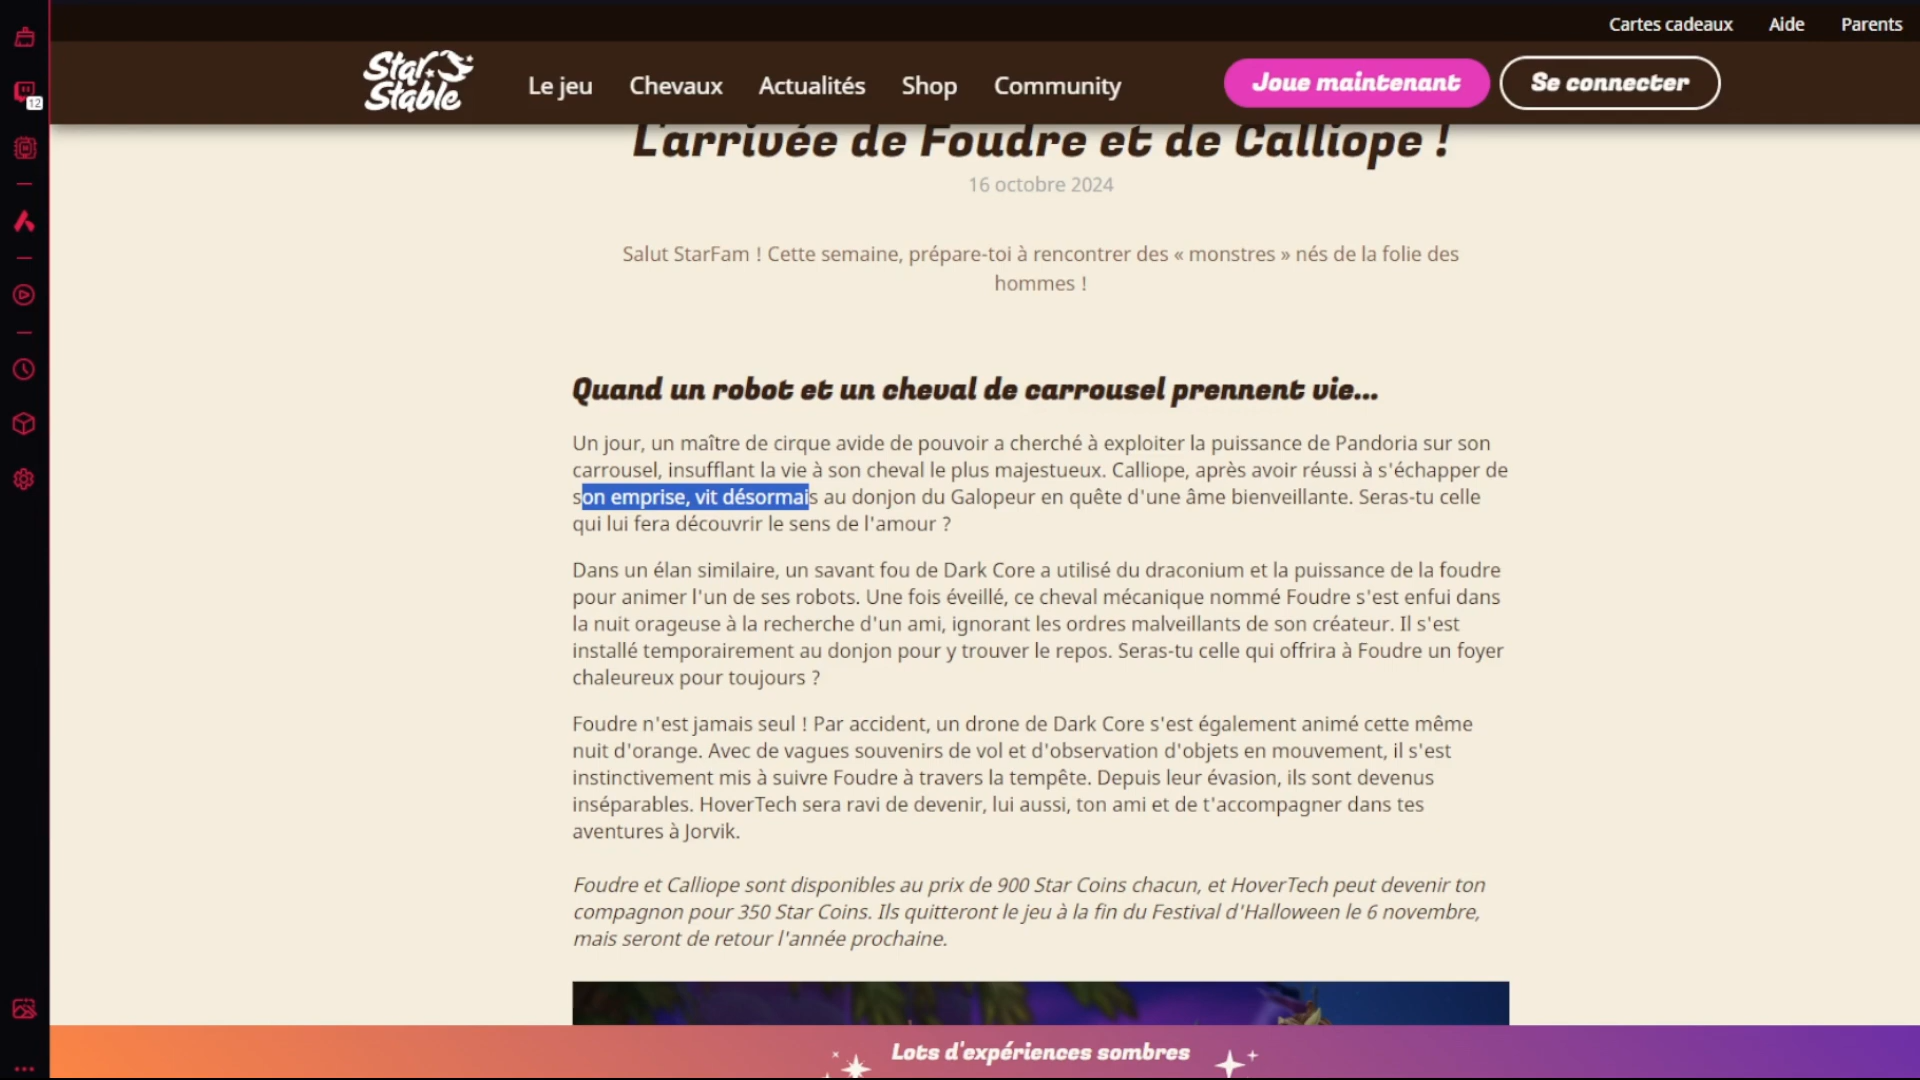 Cartes cadeaux Aide Parents
Star Stable
Le jeu Chevaux Actualités Shop Community
Joue maintenant Se connecter
12
L'arrivée de Foudre et de Calliope !
16 octobre 2024
Salut StarFam ! Cette semaine, prépare-toi à rencontrer des « monstres » nés de la folie des
hommes !
Quand un robot et un cheval de carrousel prennent vie...
Un jour, un maître de cirque avide de pouvoir a cherché à exploiter la puissance de Pandoria sur son
carrousel, insufflant la vie à son cheval le plus majestueux. Calliope, après avoir réussi à s'échapper de
son emprise, vit désormais au donjon du Galopeur en quête d'une âme bienveillante. Seras-tu celle
qui lui fera découvrir le sens de l'amour ?
Dans un élan similaire, un savant fou de Dark Core a utilisé du draconium et la puissance de la foudre
pour animer l'un de ses robots. Une fois éveillé, ce cheval mécanique nommé Foudre s'est enfui dans
la nuit orageuse à la recherche d'un ami, ignorant les ordres malveillants de son créateur. Il s'est
installé temporairement au donjon pour y trouver le repos. Seras-tu celle qui offrira à Foudre un foyer
chaleureux pour toujours ?
Foudre n'est jamais seul ! Par accident, un drone de Dark Core s'est également animé cette même
nuit d'orange. Avec de vagues souvenirs de vol et d'observation d'objets en mouvement, il s'est
instinctivement mis à suivre Foudre à travers la tempête. Depuis leur évasion, ils sont devenus
inséparables. HoverTech sera ravi de devenir, lui aussi, ton ami et de t'accompagner dans tes
aventures à Jorvik.
Foudre et Calliope sont disponibles au prix de 900 Star Coins chacun, et HoverTech peut devenir ton
compagnon pour 350 Star Coins. Ils quitteront le jeu à la fin du Festival d'Halloween le 6 novembre,
mais seront de retour l'année prochaine.
Lots d'expériences sombres